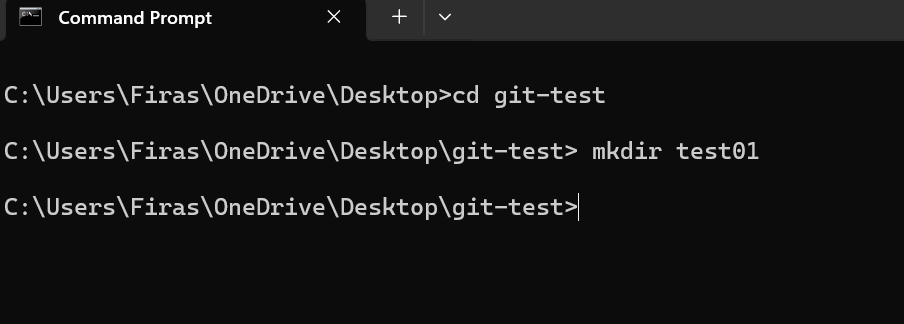 Command Prompt
C:\Users\Firas\OneDrive\Desktop>cd git-test
C:\Users\Firas\OneDrive\Desktop\git-test> mkdir test01
C:\Users\Firas\OneDrive\Desktop\git-test>